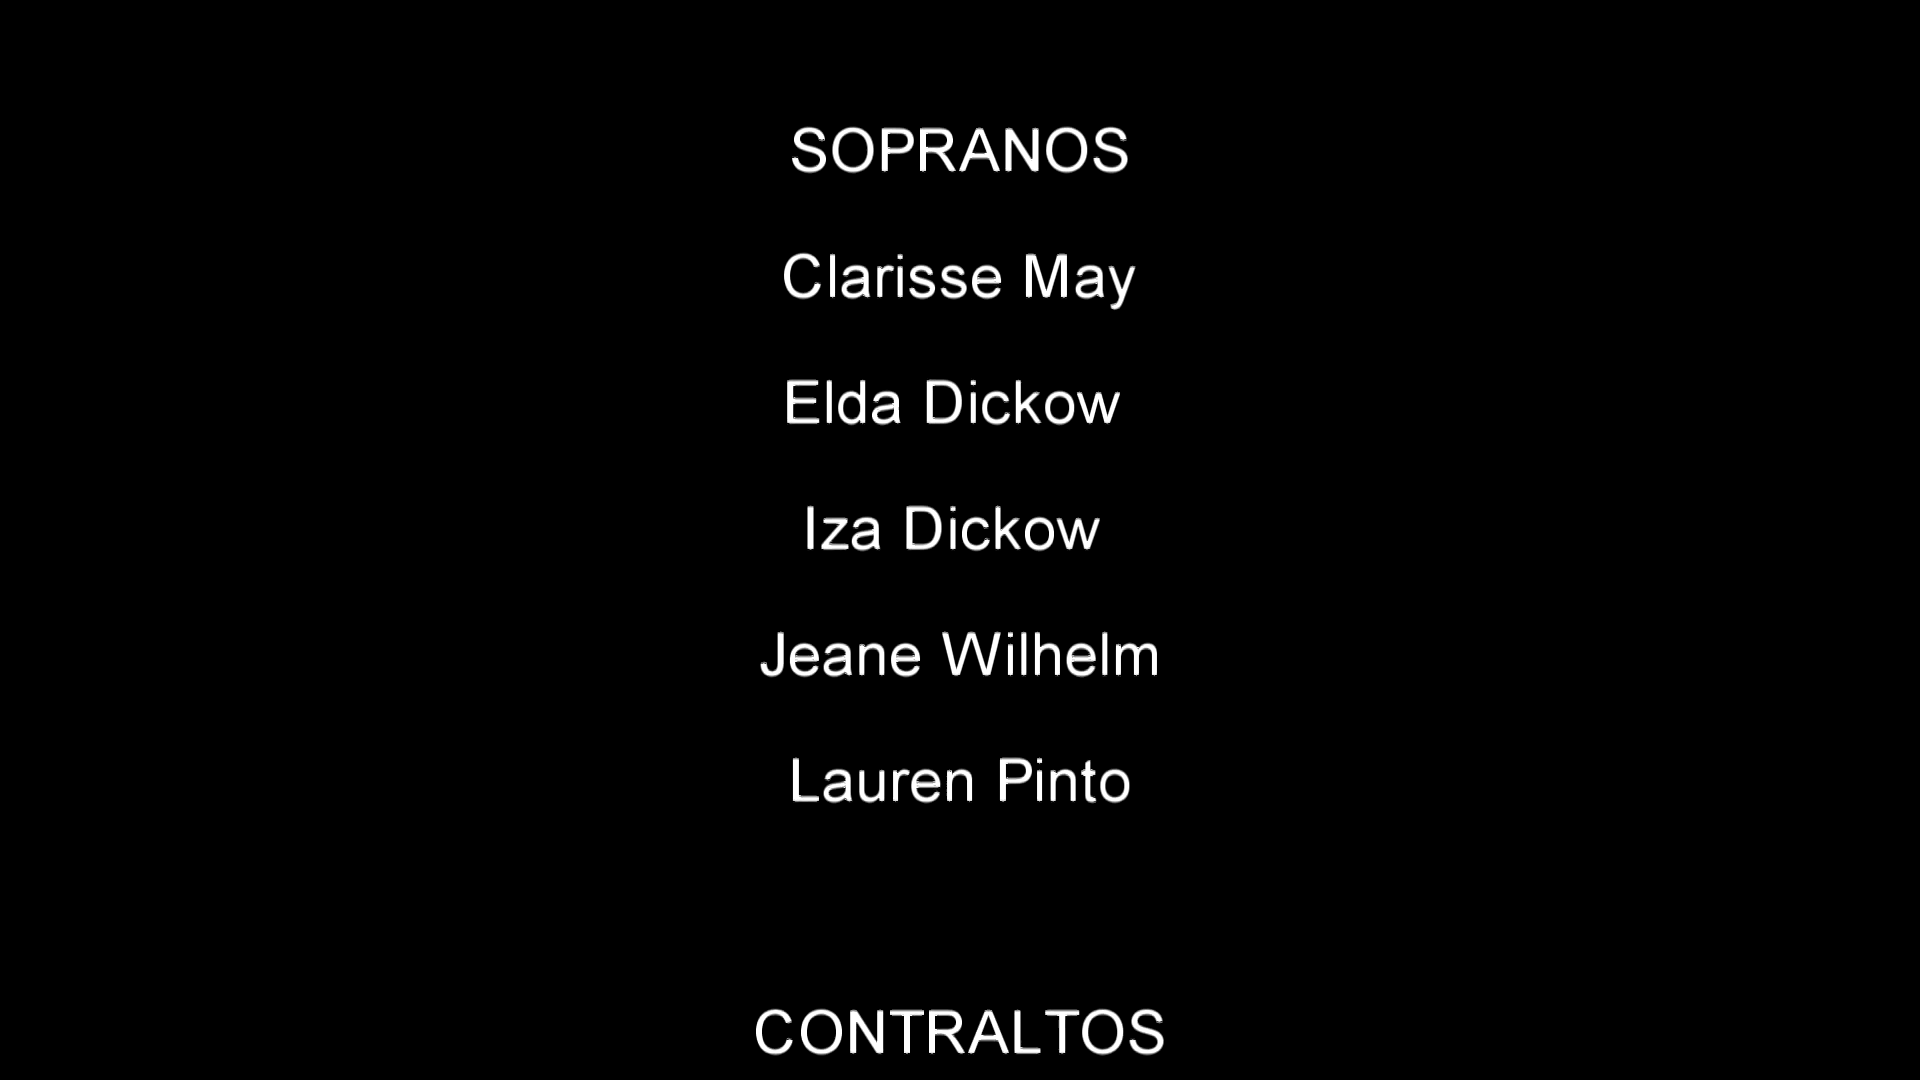 SOPRANOS
Clarisse May
Elda Dickow
Iza Dickow
Jeane Wilhelm
Lauren Pinto
CONTRALTOS